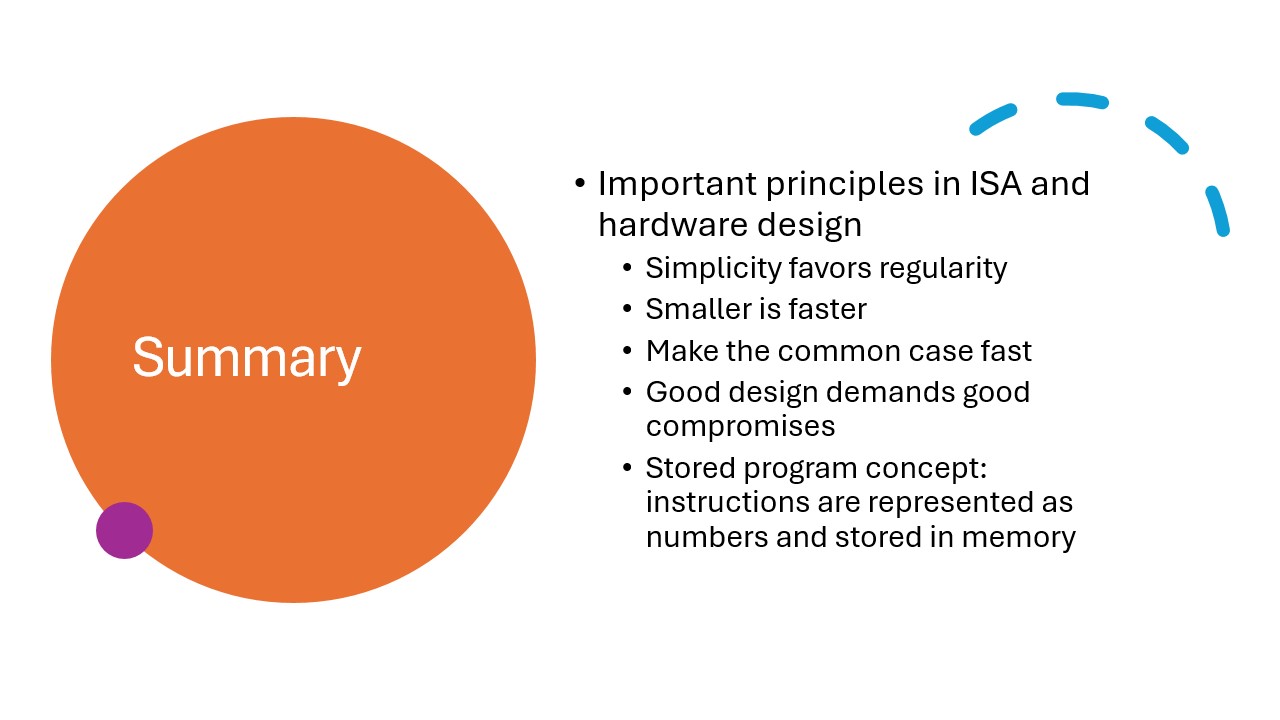 Summary
• Important principles in ISA and
hardware design
• Simplicity favors regularity
• Smaller is faster
• Make the common case fast
• Good design demands good
compromises
• Stored program concept:
instructions are represented as
numbers and stored in memory